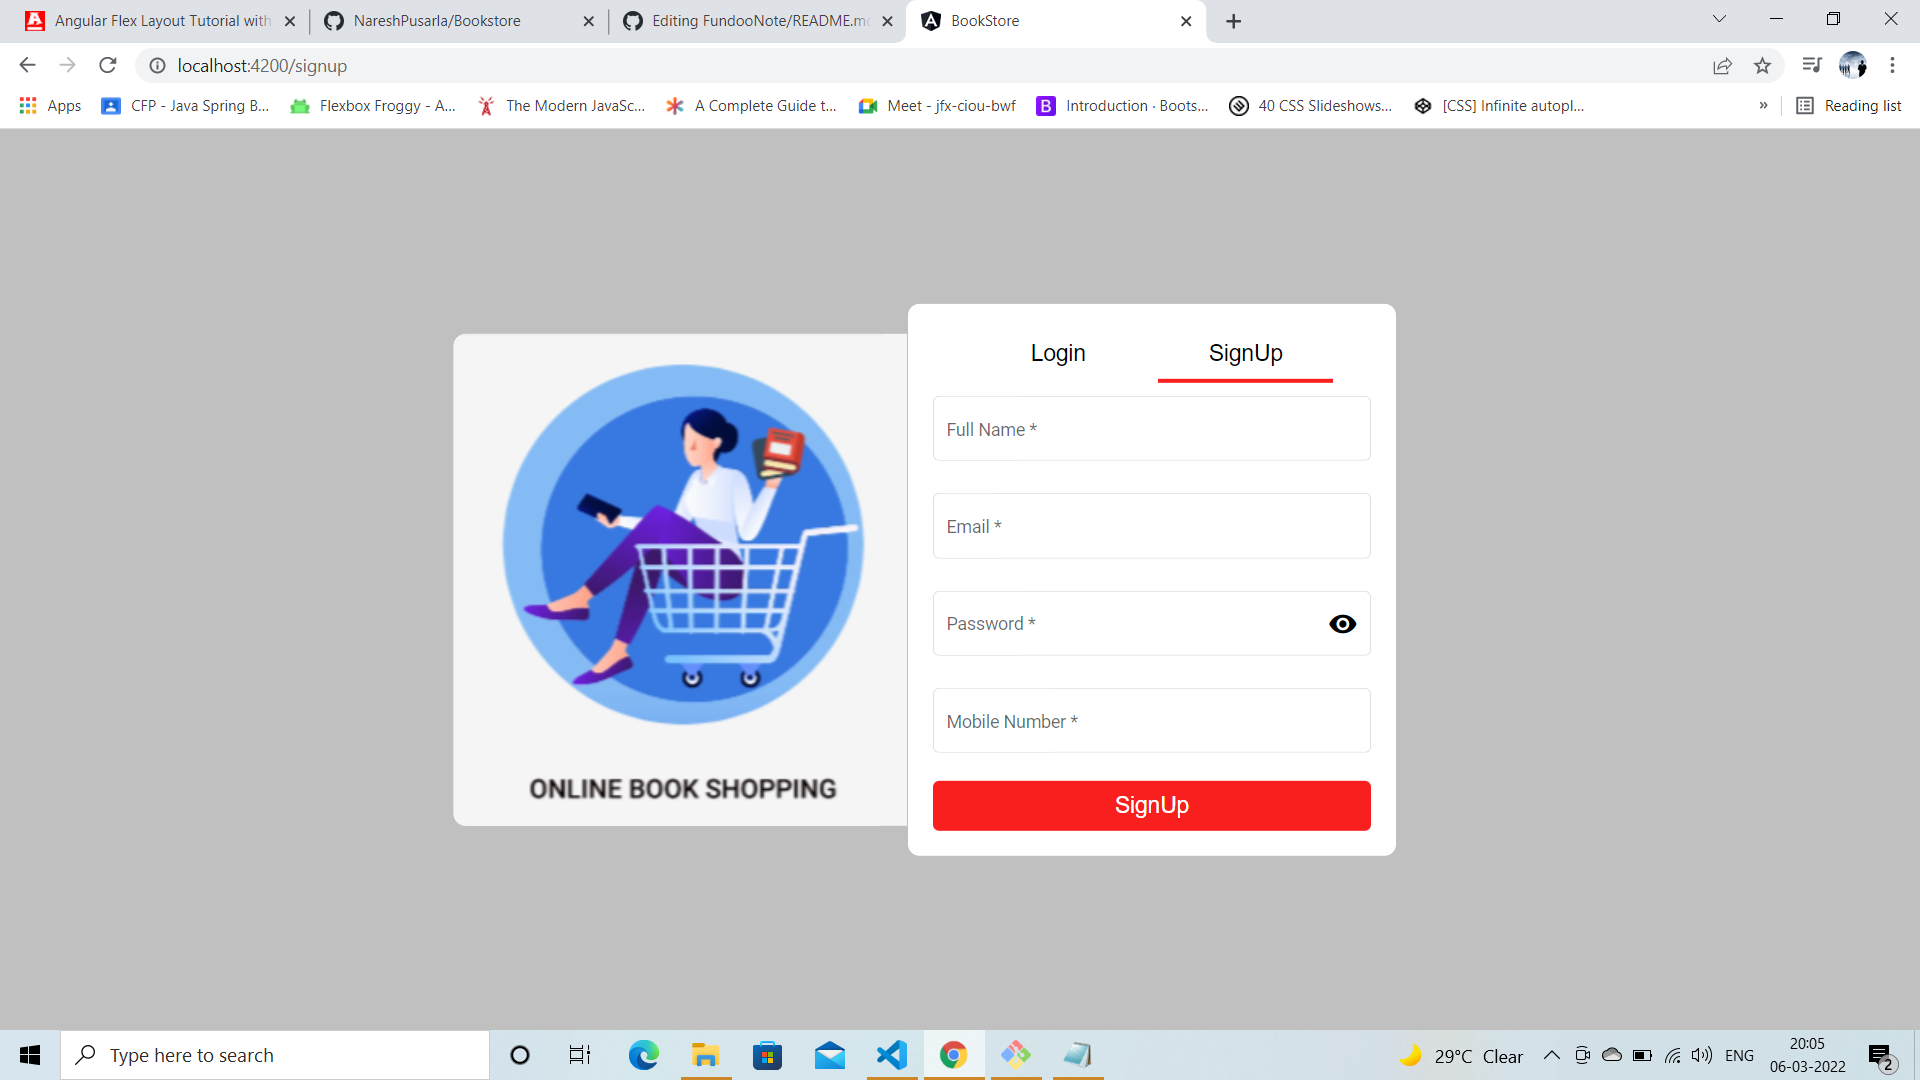 Angular Flex Layout Tutorial with
NareshPusarla/Bookstore
Editing FundooNote/README.m
BookStore
localhost:4200/signup
Apps
CFP - Java Spring B...
Flexbox Froggy - A...
The Modern JavaSc...
A Complete Guide t...
Meet - jfx-ciou-bwf
Introduction · Boots...
40 CSS Slideshows...
[CSS] Infinite autopl...
»
Reading list
Login
SignUp
Full Name *
Email *
Password *
Mobile Number *
SignUp
ONLINE BOOK SHOPPING
Type here to search
29°C Clear
ENG
20:05
06-03-2022
2